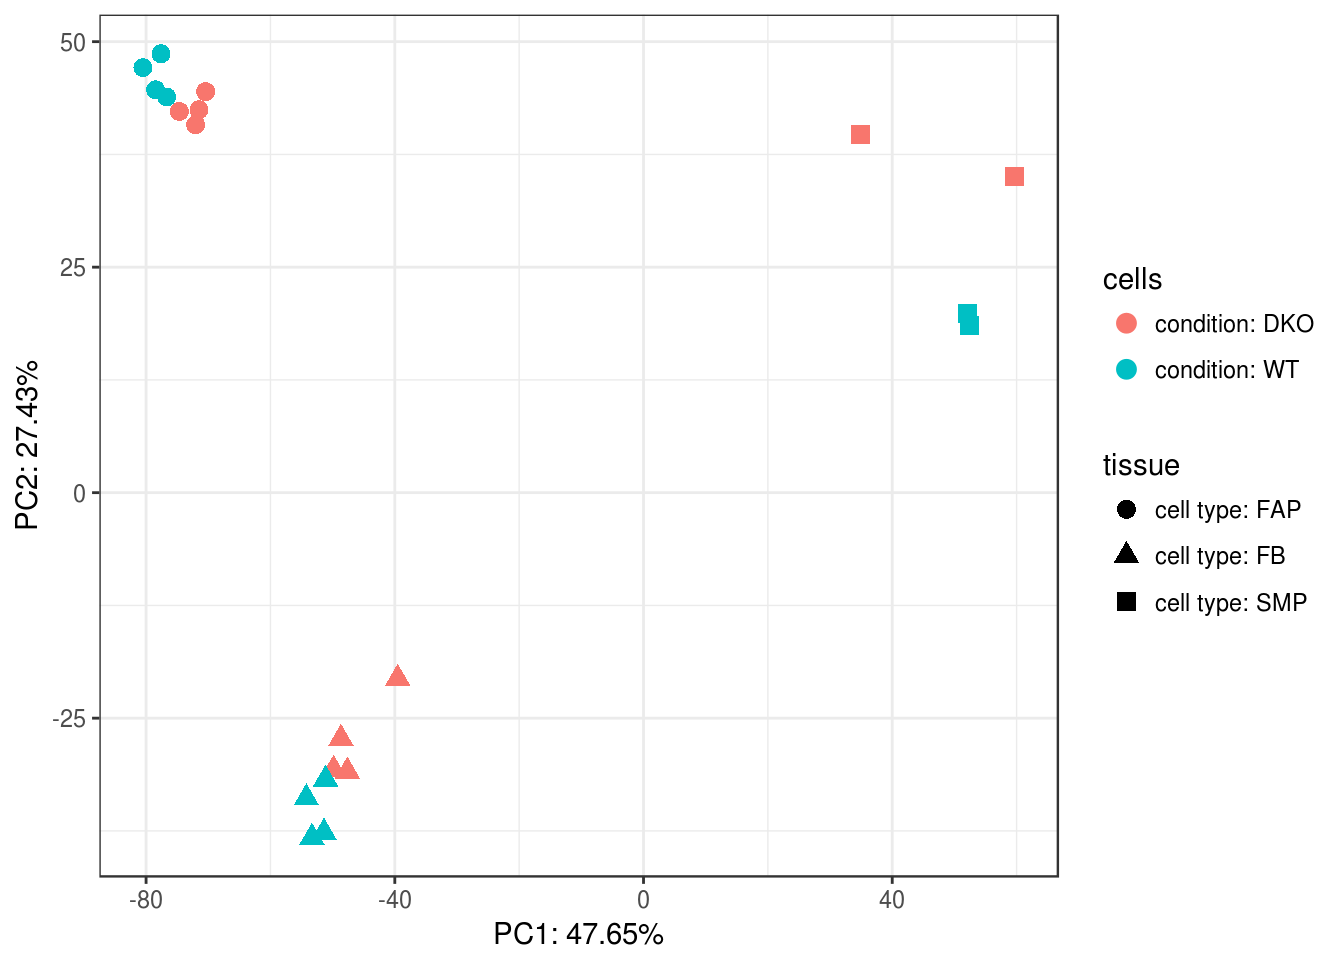 50
25
0
-25
-80
-40
0
40
PC1: 47.65%
PC2: 27.43%
cells
condition: DKO
condition: WT
tissue
cell type: FAP
cell type: FB
cell type: SMP